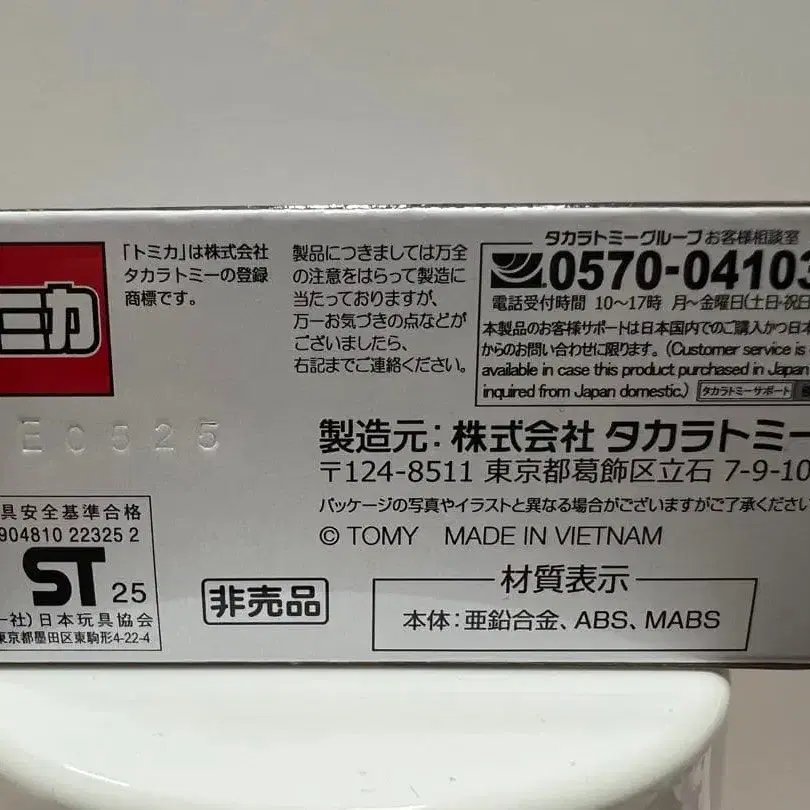 ミカ
「トミカ」は株式会社
タカラトミーの登録
商標です。
製品につきましては万全
の注意をはらって製造に
当たっておりますが、
万一お気づきの点などが
ございましたら、
右記までご連絡ください。
タカラトミーグループお客様相談室
0570-04103
電話受付時間 10〜17時 月〜金曜日(土日・祝日
本製品のお客様サポートは日本国内でのご購入かつ日本
からのお問い合わせに限ります。(Customer service is
available in case this product purchased in Japan
inquired from Japan domestic.) タカラトミーサポート
E0525
製造元：株式会社 タカラトミー
〒124-8511 東京都葛飾区立石 7-9-10
パッケージの写真やイラストと異なる場合がございますがご了承ください
© TOMY MADE IN VIETNAM
具安全基準合格
904810 22325 2
ST 25
一社）日本玩具協会
東京都墨田区東駒形4-22-4
非売品
材質表示
本体：亜鉛合金、ABS、MABS